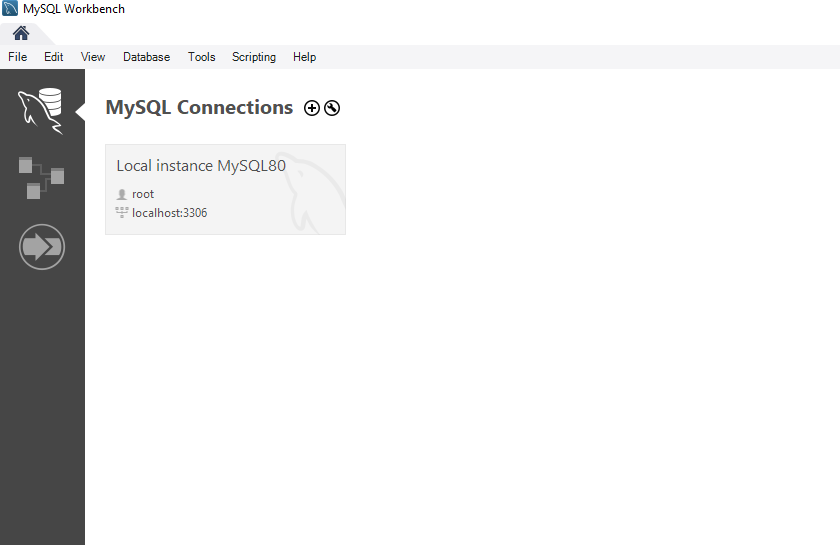 MySQL Workbench
File Edit View Database Tools Scripting Help
MySQL Connections
Local instance MySQL80
root
localhost:3306